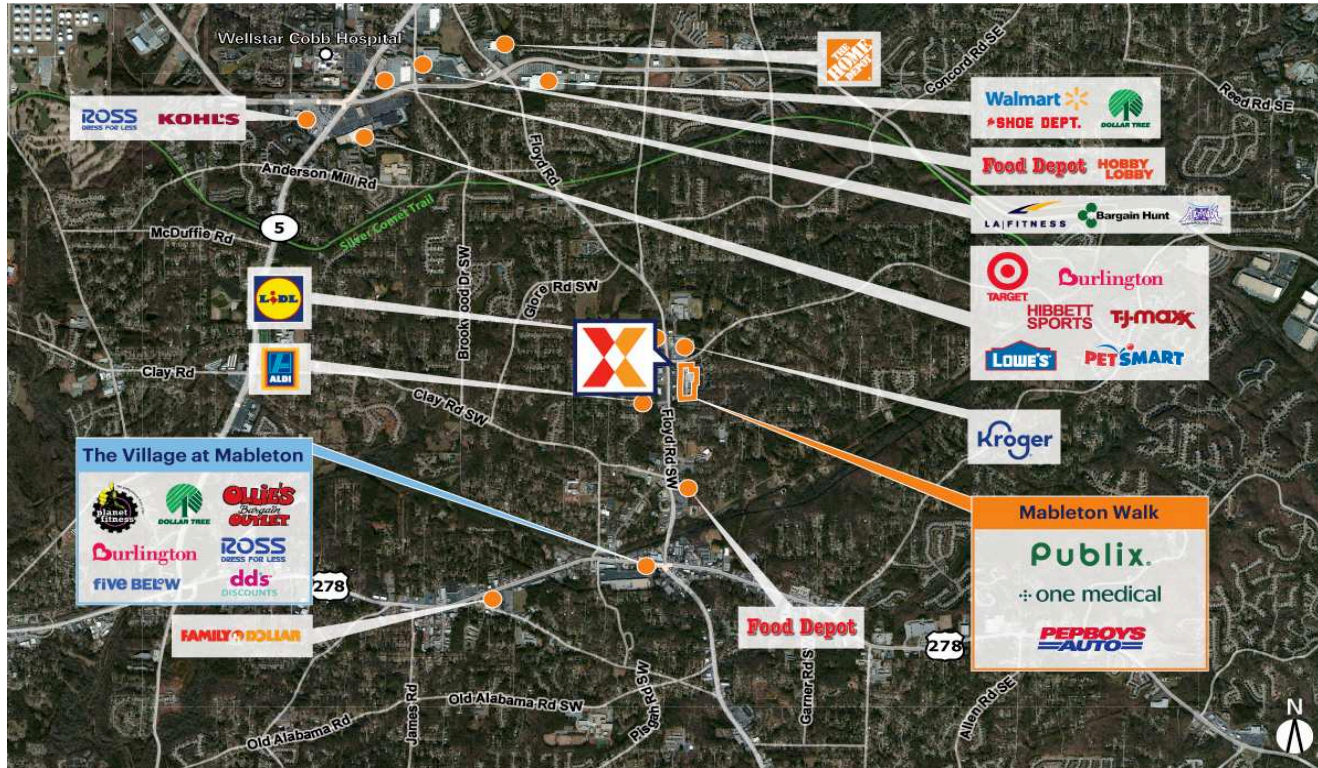 Wellstar Cobb Hospital
THE
HOME
DEPOT
Concord Rd SE
Reed Rd SE
ROSS
DRESS FOR LESS
KOHL'S
Walmart
SHOE DEPT.
DOLLAR TREE
Floyd Rd
Anderson Mill Rd
Food Depot
HOBBY
LOBBY
LA|FITNESS
Bargain Hunt
5
McDuffie Rd
Silver Comet Trail
TARGET
Burlington
HIBBETT
SPORTS
T•J•maxx
LOWE'S
PETSMART
LiDL
Brookwood Dr SW
Glore Rd SW
ALDI
Clay Rd
Clay Rd SW
Floyd Rd SW
Kroger
The Village at Mableton
planet
fitness
DOLLAR TREE
OLLIE'S
Bargain
OUTLET
Burlington
ROSS
DRESS FOR LESS
five BEL°W
dd's
DISCOUNTS
278
FAMILY DOLLAR
Mableton Walk
Publix.
one medical
PEPBOYS
AUTO
Food Depot
278
James Rd
Old Alabama Rd SW
Old Alabama Rd
Pisgah Rd SW
Garner Rd S
Allen Rd SE
N